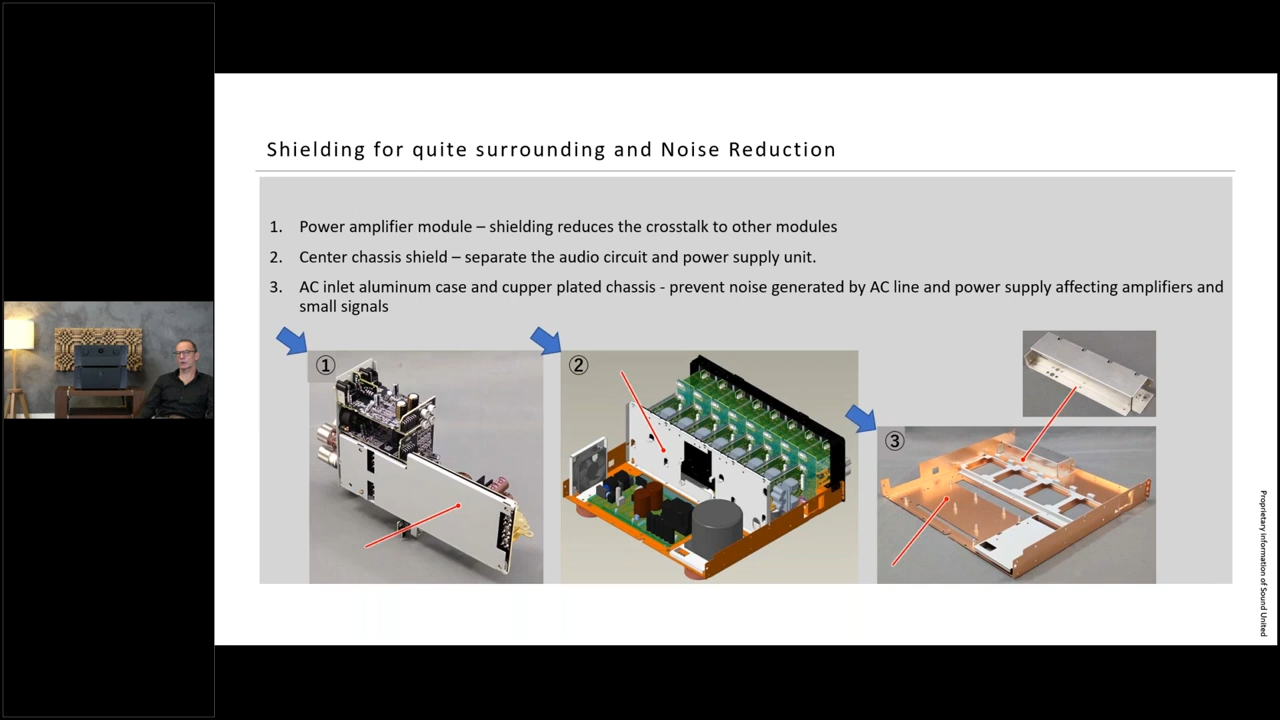 Shielding for quite surrounding and Noise Reduction
1. Power amplifier module – shielding reduces the crosstalk to other modules
2. Center chassis shield – separate the audio circuit and power supply unit.
3. AC inlet aluminum case and cupper plated chassis - prevent noise generated by AC line and power supply affecting amplifiers and
small signals
①
②
③
Proprietary information of Sound United